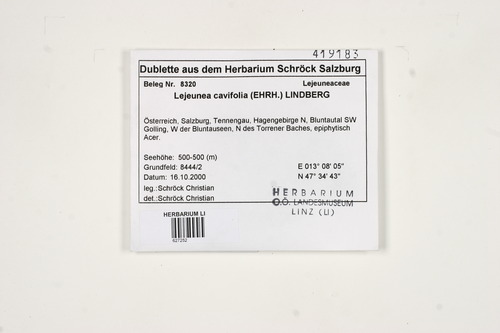 419183
Dublette aus dem Herbarium Schröck Salzburg
Beleg Nr. 8320 Lejeuneaceae
Lejeunea cavifolia (EHRH.) LINDBERG
Österreich, Salzburg, Tennengau, Hagengebirge N, Bluntautal SW
Golling, W der Bluntauseen, N des Torrener Baches, epiphytisch
Acer.
Seehöhe: 500-500 (m) E 013° 08' 05"
Grundfeld: 8444/2 N 47° 34' 43"
Datum: 16.10.2000
leg.:Schröck Christian
det.:Schröck Christian
HERBARIUM
O.Ö. LANDESMUSEUM
LINZ (LI)
HERBARIUM LI
627252